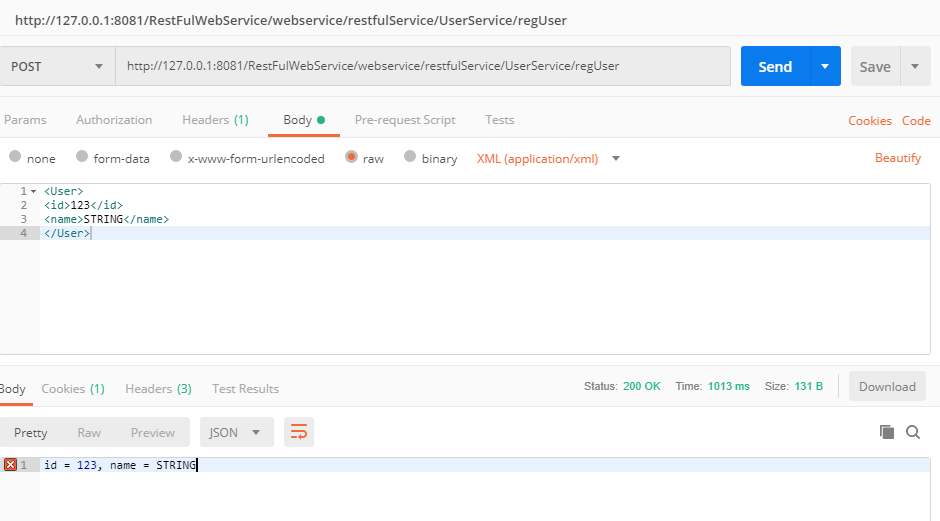 http://127.0.0.1:8081/RestFulWebService/webservice/restfulService/UserService/regUser
POST http://127.0.0.1:8081/RestFulWebService/webservice/restfulService/UserService/regUser Send Save
Params Authorization Headers (1) Body Pre-request Script Tests Cookies Code
none form-data x-www-form-urlencoded raw binary XML (application/xml) Beautify
1 <User>
2 <id>123</id>
3 <name>STRING</name>
4 </User>
Body Cookies (1) Headers (3) Test Results Status: 200 OK Time: 1013 ms Size: 131 B Download
Pretty Raw Preview JSON
1 id = 123, name = STRING